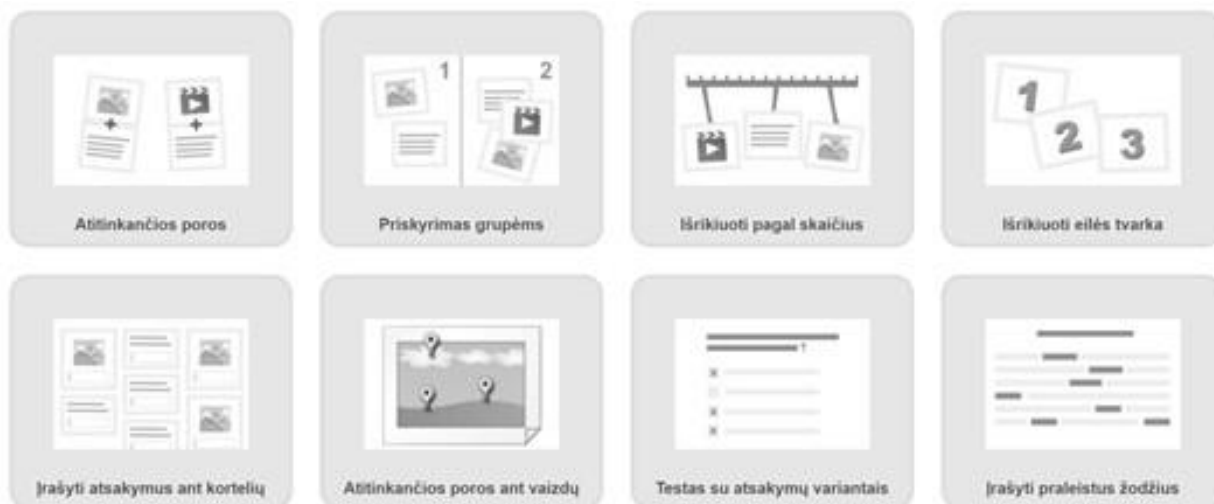 1 2
1
2
3
Atitinkančios poros
Priskyrimas grupėms
Išrikiuoti pagal skaičius
Išrikiuoti eilės tvarka
?
Įrašyti atsakymus ant kortelių
Atitinkančios poros ant vaizdų
Testas su atsakymų variantais
Įrašyti praleistus žodžius